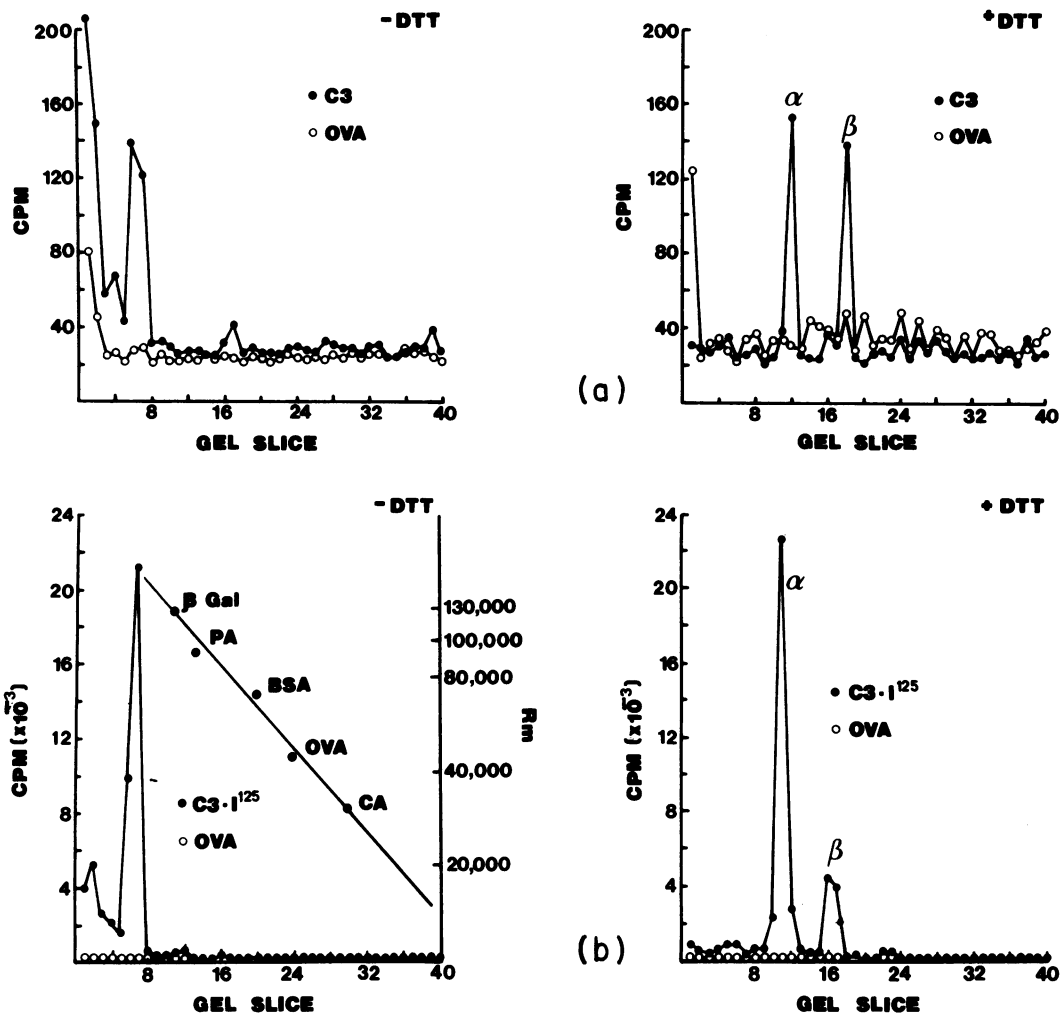 - DTT
200
160
120
80
40
CPM
• C3
○ OVA
8 16 24 32 40
GEL SLICE
+ DTT
200
160
120
80
40
CPM
α
β
• C3
○ OVA
8 16 24 32 40
GEL SLICE
(a)
- DTT
24
20
16
12
8
4
CPM (x10⁻³)
β Gal
PA
BSA
OVA
CA
130,000
100,000
80,000
40,000
20,000
Rm
• C3·I¹²⁵
○ OVA
8 16 24 32 40
GEL SLICE
+ DTT
24
20
16
12
8
4
CPM (x10⁻³)
α
β
• C3·I¹²⁵
○ OVA
8 16 24 32 40
GEL SLICE
(b)